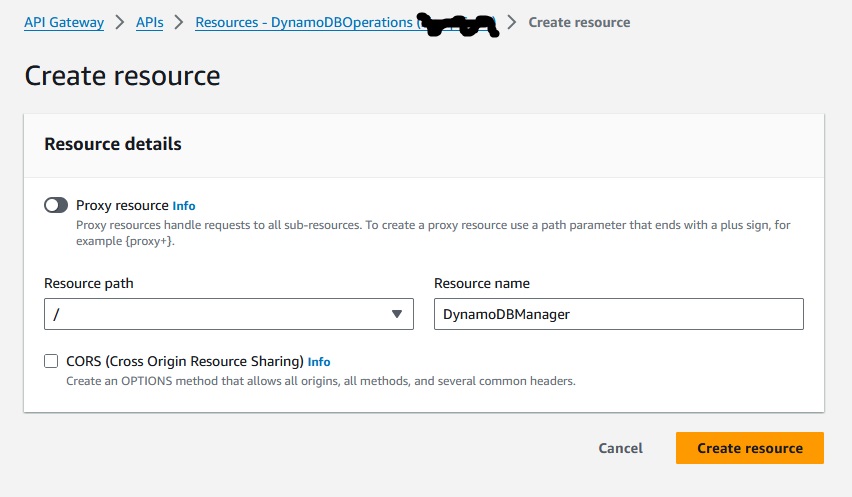 API Gateway > APIs > Resources - DynamoDBOperations ( > Create resource
Create resource
Resource details
Proxy resource Info
Proxy resources handle requests to all sub-resources. To create a proxy resource use a path parameter that ends with a plus sign, for
example {proxy+}.
Resource path Resource name
/ DynamoDBManager
CORS (Cross Origin Resource Sharing) Info
Create an OPTIONS method that allows all origins, all methods, and several common headers.
Cancel Create resource